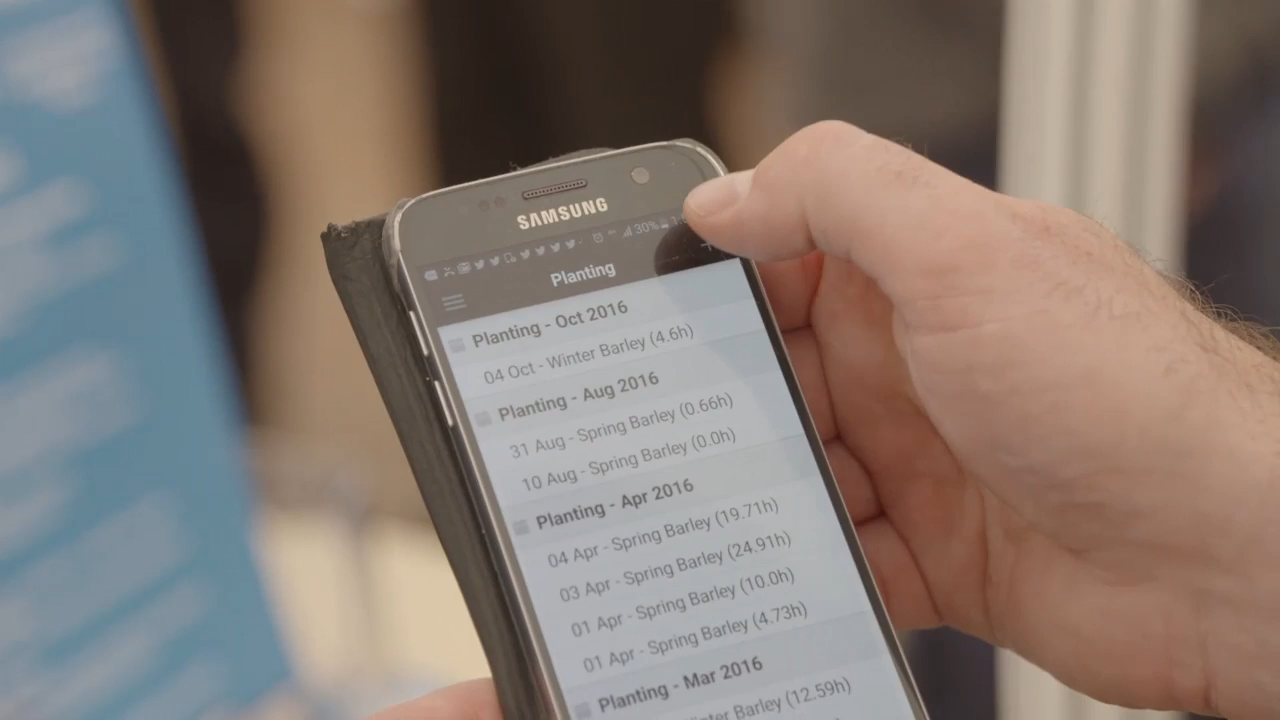 SAMSUNG
30%
Planting
Planting - Oct 2016
04 Oct - Winter Barley (4.6h)
Planting - Aug 2016
31 Aug - Spring Barley (0.66h)
10 Aug - Spring Barley (0.0h)
Planting - Apr 2016
04 Apr - Spring Barley (19.71h)
03 Apr - Spring Barley (24.91h)
01 Apr - Spring Barley (10.0h)
01 Apr - Spring Barley (4.73h)
Planting - Mar 2016
Barley (12.59h)